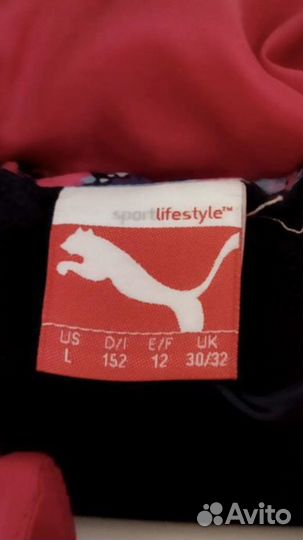 sportlifestyle™
US D/I E/F UK
L 152 12 30/32
Avito